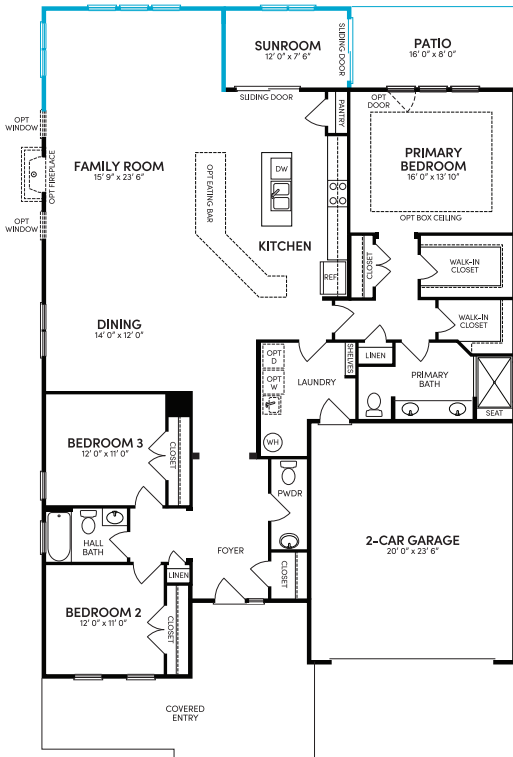 SUNROOM
12' 0" x 7' 6"
SLIDING DOOR
PATIO
16' 0" x 8' 0"
SLIDING DOOR
PANTRY
OPT
DOOR
OPT
WINDOW
FAMILY ROOM
15' 9" x 23' 6"
OPT FIREPLACE
OPT EATING BAR
DW
PRIMARY
BEDROOM
16' 0" x 13' 10"
OPT BOX CEILING
OPT
WINDOW
KITCHEN
REF
CLOSET
WALK-IN
CLOSET
DINING
14' 0" x 12' 0"
WALK-IN
CLOSET
OPT
D
OPT
W
LAUNDRY
SHELVES
LINEN
PRIMARY
BATH
SEAT
WH
BEDROOM 3
12' 0" x 11' 0"
CLOSET
PWDR
2-CAR GARAGE
20' 0" x 23' 6"
HALL
BATH
FOYER
LINEN
CLOSET
BEDROOM 2
12' 0" x 11' 0"
CLOSET
COVERED
ENTRY